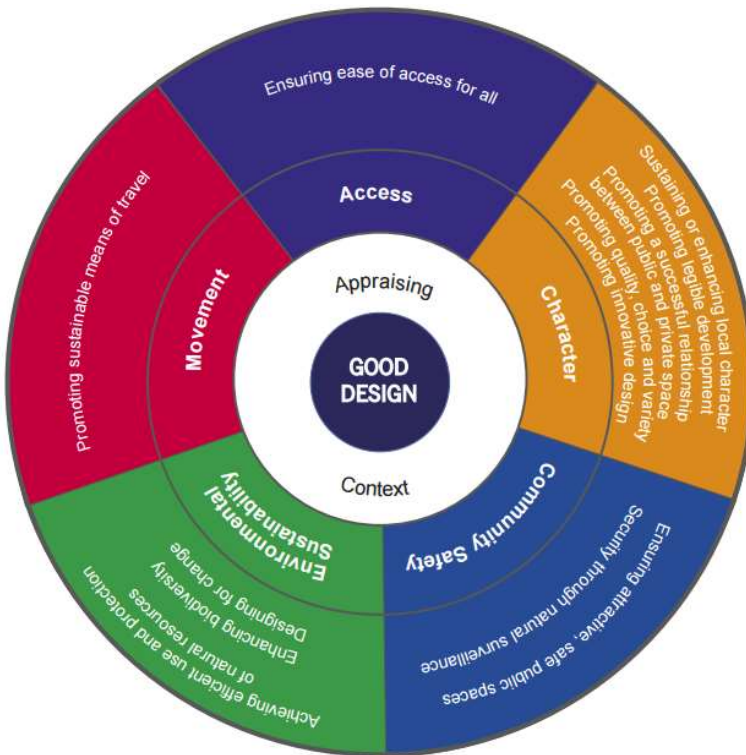 Ensuring ease of access for all
Access
Sustaining or enhancing local character
Promoting legible development
Promoting a successful relationship
between public and private space
Promoting quality, choice and variety
Promoting innovative design
Character
Ensuring attractive, safe public spaces
Security through natural surveillance
Community Safety
Environmental
Sustainability
Achieving efficient use and protection
of natural resources
Enhancing biodiversity
Designing for change
Promoting sustainable means of travel
Movement
Appraising
GOOD
DESIGN
Context